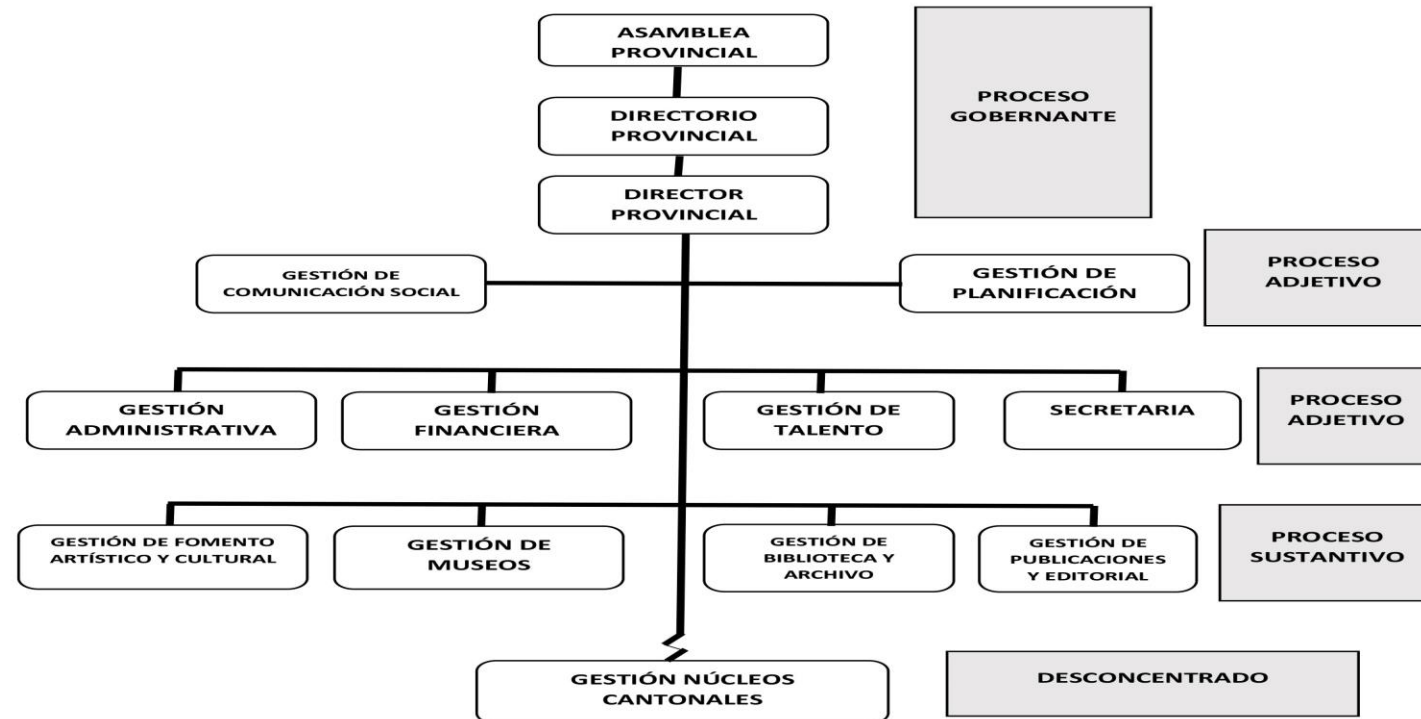 ASAMBLEA
PROVINCIAL
PROCESO
GOBERNANTE
DIRECTORIO
PROVINCIAL
DIRECTOR
PROVINCIAL
GESTIÓN DE
COMUNICACIÓN SOCIAL
GESTIÓN DE
PLANIFICACIÓN
PROCESO
ADJETIVO
GESTIÓN
ADMINISTRATIVA
GESTIÓN
FINANCIERA
GESTIÓN DE
TALENTO
SECRETARIA
PROCESO
ADJETIVO
GESTIÓN DE FOMENTO
ARTÍSTICO Y CULTURAL
GESTIÓN DE
MUSEOS
GESTIÓN DE
BIBLIOTECA Y
ARCHIVO
GESTIÓN DE
PUBLICACIONES
Y EDITORIAL
PROCESO
SUSTANTIVO
GESTIÓN NÚCLEOS
CANTONALES
DESCONCENTRADO